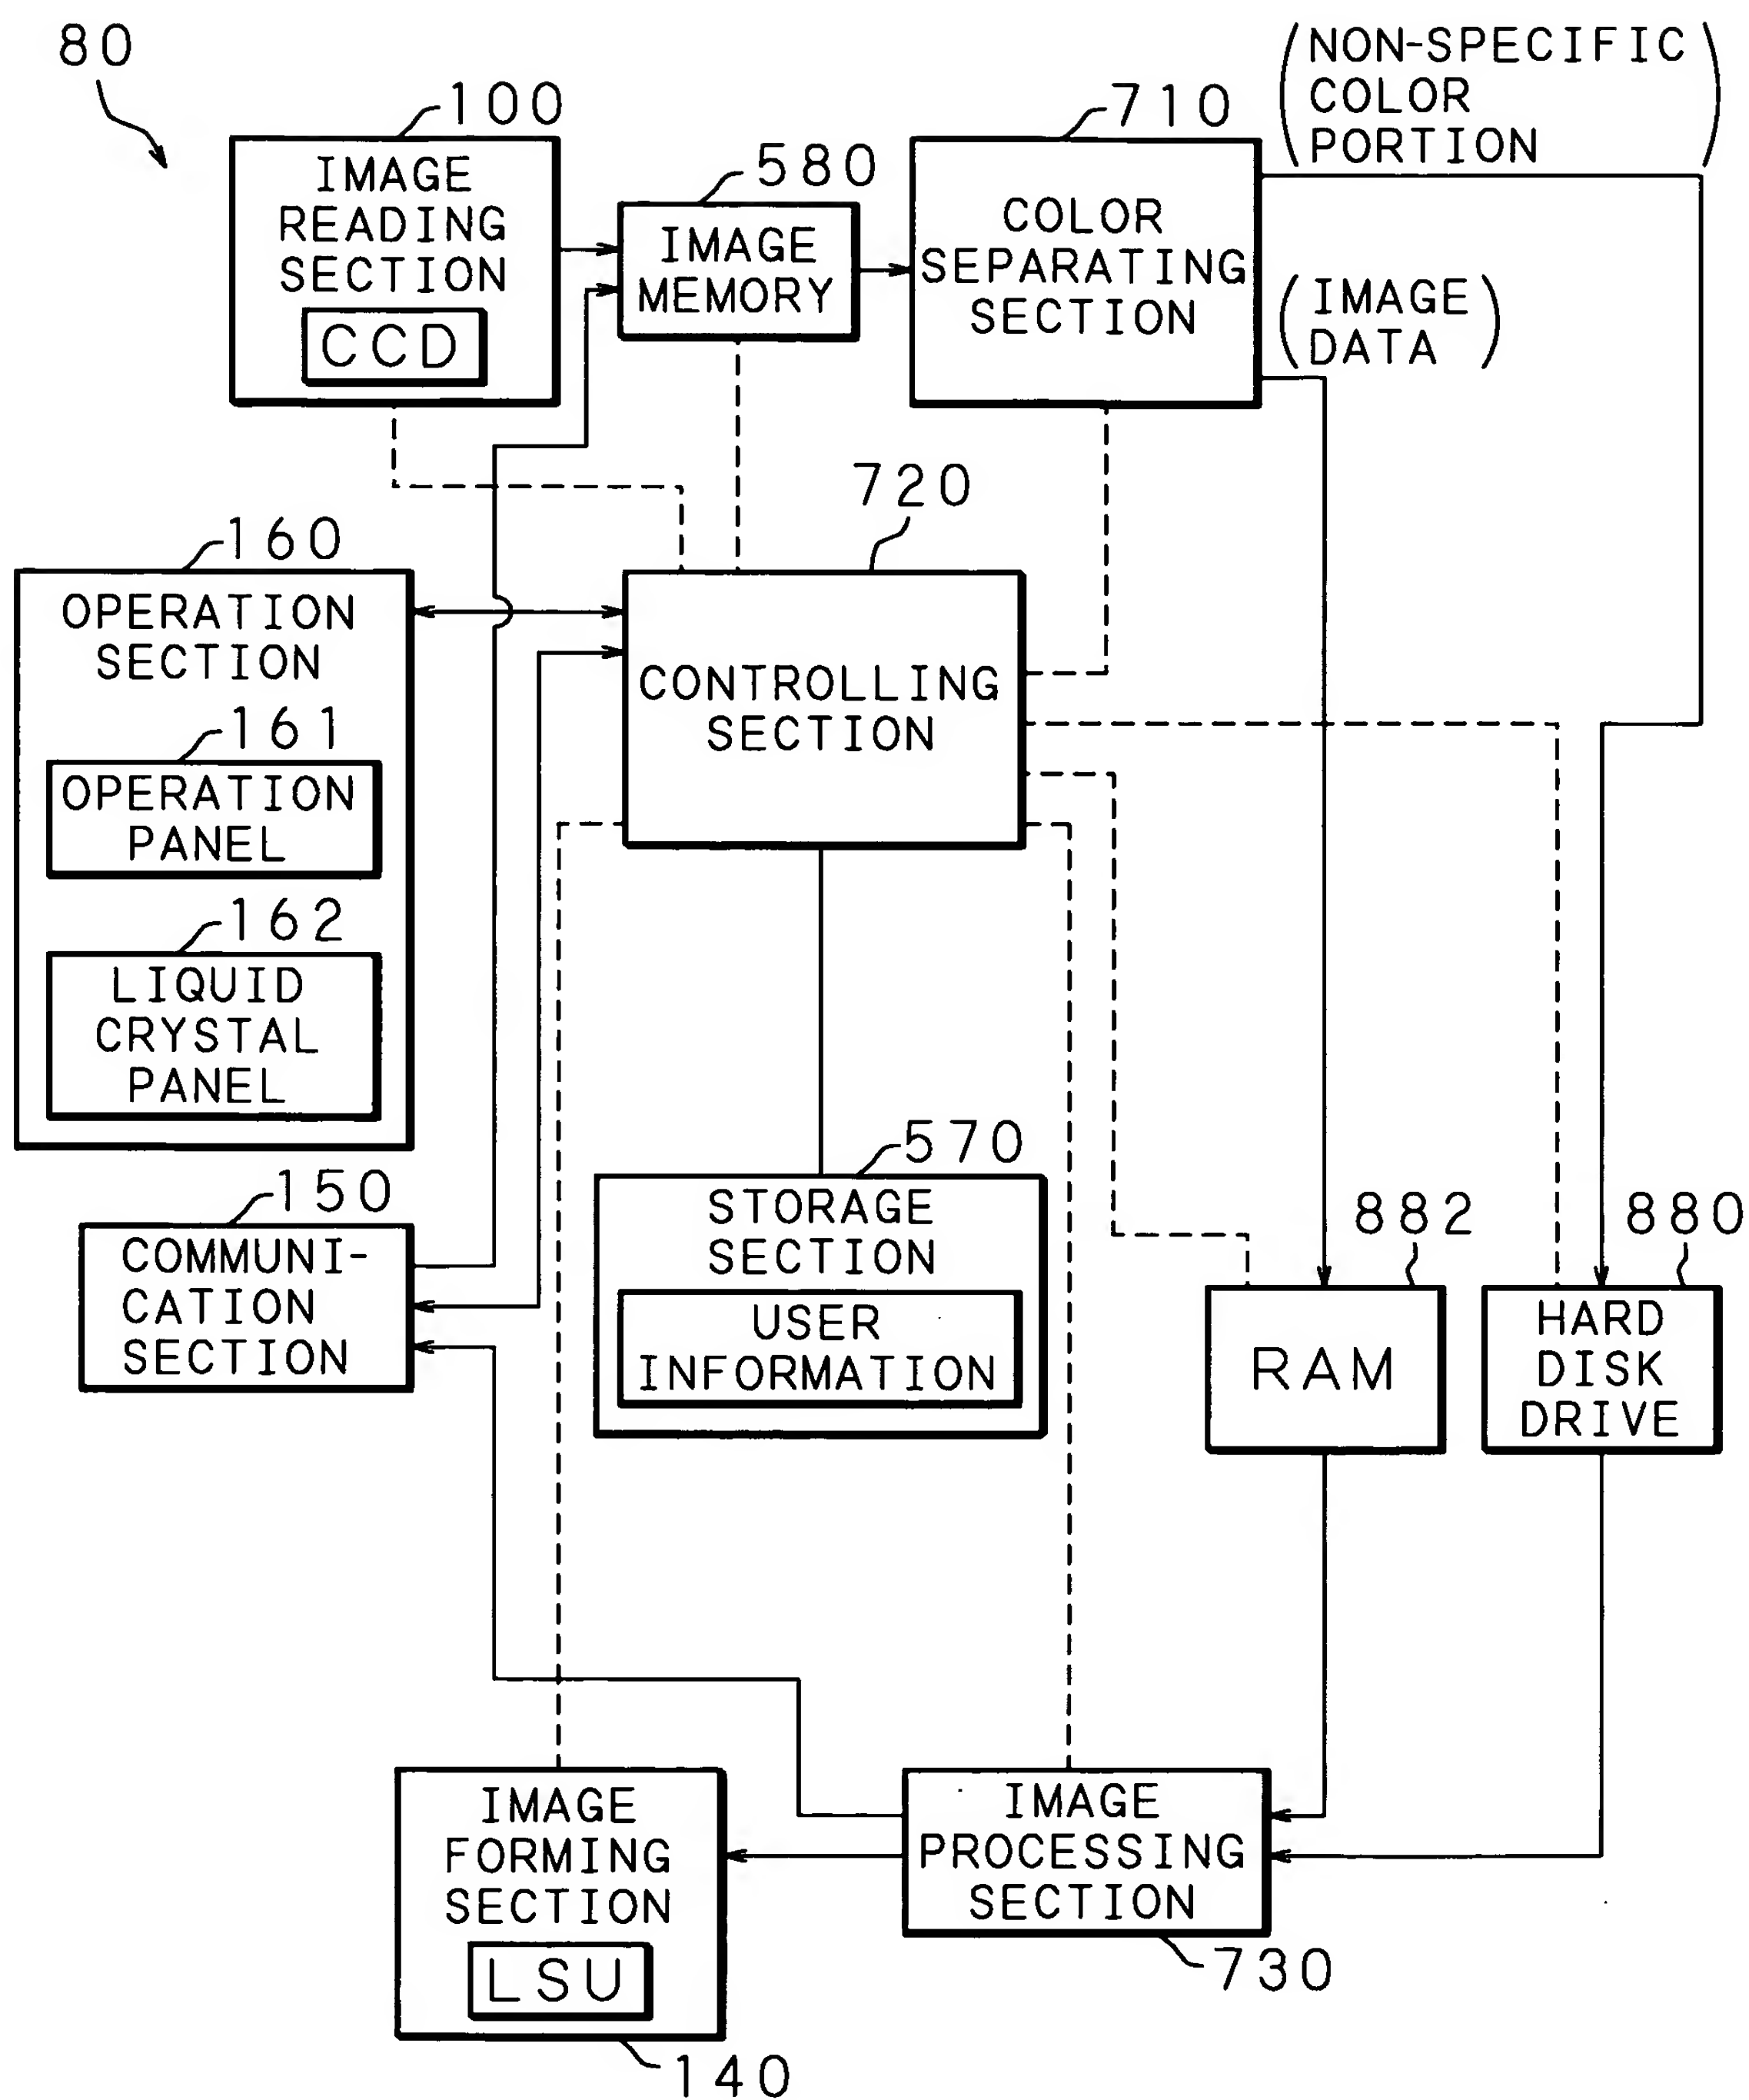 80
100
IMAGE
READING
SECTION
CCD
580
IMAGE
MEMORY
710
COLOR
SEPARATING
SECTION
(NON-SPECIFIC
COLOR
PORTION)
(IMAGE
DATA)
720
CONTROLLING
SECTION
160
OPERATION
SECTION
161
OPERATION
PANEL
162
LIQUID
CRYSTAL
PANEL
150
COMMUNI-
CATION
SECTION
570
STORAGE
SECTION
USER
INFORMATION
882
RAM
880
HARD
DISK
DRIVE
IMAGE
FORMING
SECTION
LSU
140
IMAGE
PROCESSING
SECTION
730